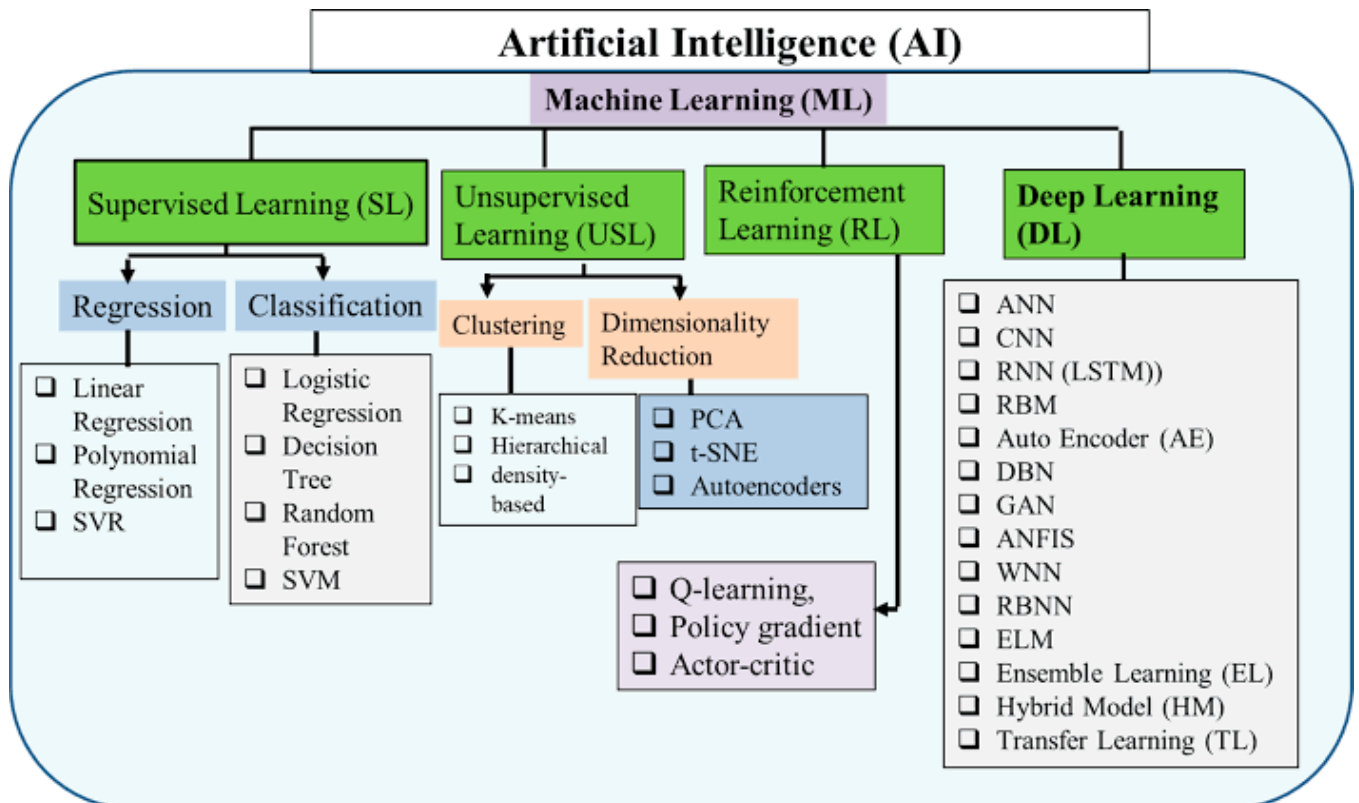 Artificial Intelligence (AI)
Machine Learning (ML)
Supervised Learning (SL)
Unsupervised
Learning (USL)
Reinforcement
Learning (RL)
Deep Learning
(DL)
Regression
Classification
Clustering
Dimensionality
Reduction
❑ Linear
Regression
❑ Polynomial
Regression
❑ SVR
❑ Logistic
Regression
❑ Decision
Tree
❑ Random
Forest
❑ SVM
❑ K-means
❑ Hierarchical
❑ density-
based
❑ PCA
❑ t-SNE
❑ Autoencoders
❑ Q-learning,
❑ Policy gradient
❑ Actor-critic
❑ ANN
❑ CNN
❑ RNN (LSTM))
❑ RBM
❑ Auto Encoder (AE)
❑ DBN
❑ GAN
❑ ANFIS
❑ WNN
❑ RBNN
❑ ELM
❑ Ensemble Learning (EL)
❑ Hybrid Model (HM)
❑ Transfer Learning (TL)